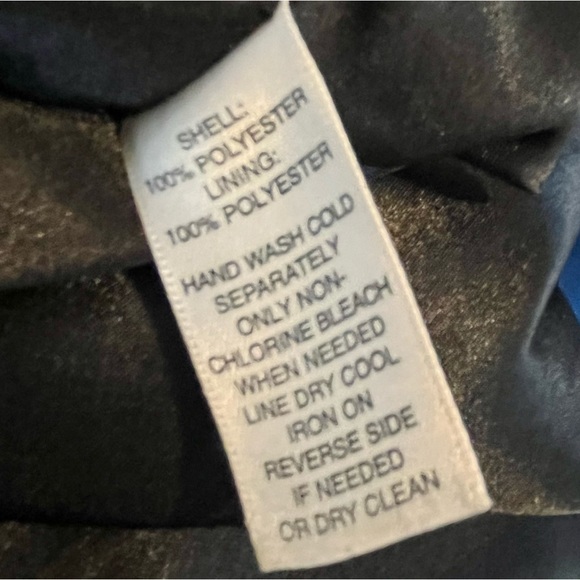 SHELL:
100% POLYESTER
LINING:
100% POLYESTER
HAND WASH COLD
SEPARATELY
ONLY NON-
CHLORINE BLEACH
WHEN NEEDED
LINE DRY COOL
IRON ON
REVERSE SIDE
IF NEEDED
OR DRY CLEAN